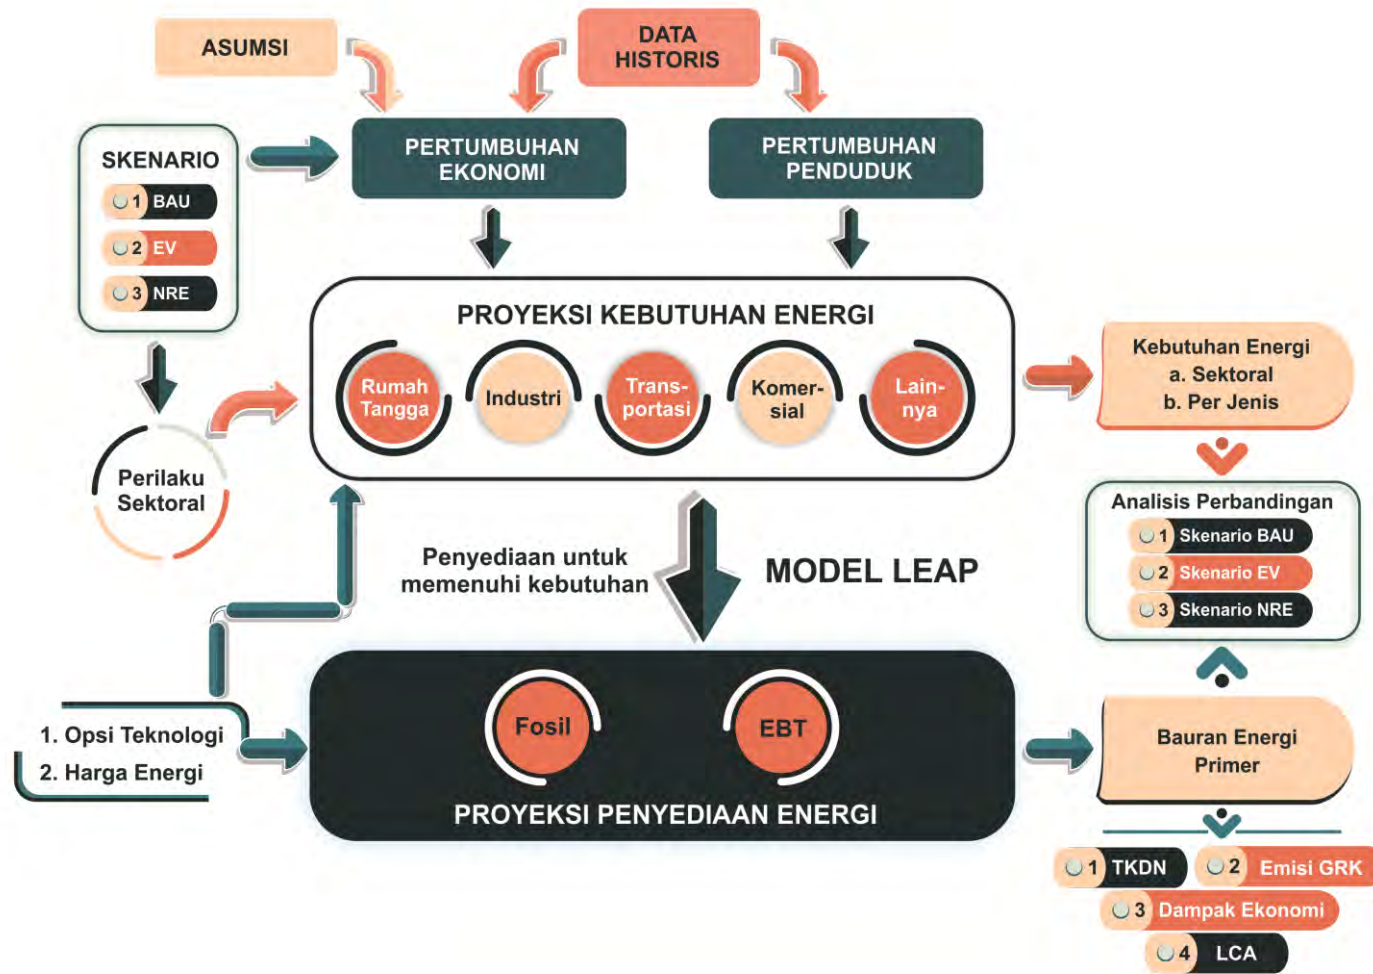 ASUMSI
DATA
HISTORIS
SKENARIO
1 BAU
2 EV
3 NRE
PERTUMBUHAN
EKONOMI
PERTUMBUHAN
PENDUDUK
PROYEKSI KEBUTUHAN ENERGI
Rumah
Tangga
Industri
Trans-
portasi
Komer-
sial
Lain-
nya
Perilaku
Sektoral
Kebutuhan Energi
a. Sektoral
b. Per Jenis
Analisis Perbandingan
1 Skenario BAU
2 Skenario EV
3 Skenario NRE
Penyediaan untuk
memenuhi kebutuhan
MODEL LEAP
1. Opsi Teknologi
2. Harga Energi
Fosil
EBT
PROYEKSI PENYEDIAAN ENERGI
Bauran Energi
Primer
1 TKDN
2 Emisi GRK
3 Dampak Ekonomi
4 LCA